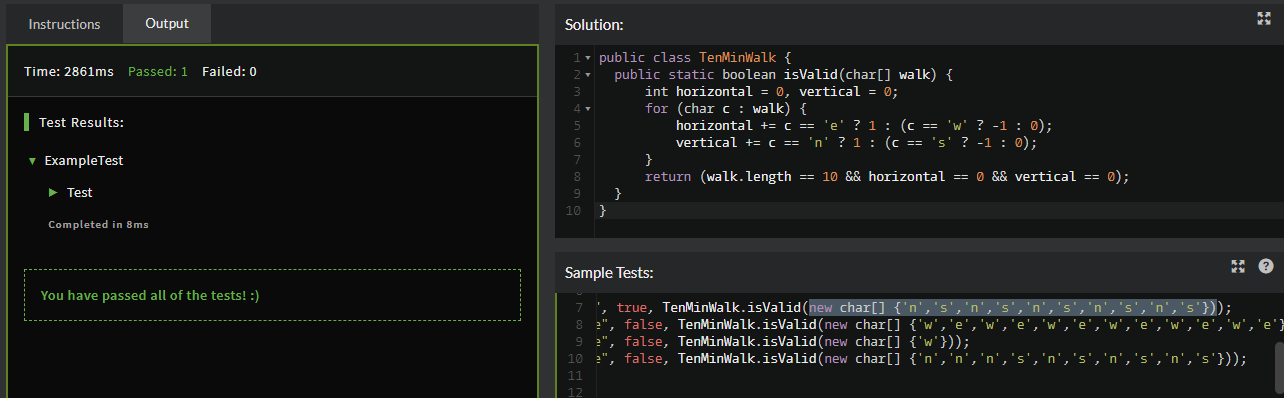 Instructions
Output
Time: 2861ms Passed: 1 Failed: 0
Test Results:
ExampleTest
Test
Completed in 8ms
You have passed all of the tests! :)
Solution:
1 public class TenMinWalk {
2 public static boolean isValid(char[] walk) {
3 int horizontal = 0, vertical = 0;
4 for (char c : walk) {
5 horizontal += c == 'e' ? 1 : (c == 'w' ? -1 : 0);
6 vertical += c == 'n' ? 1 : (c == 's' ? -1 : 0);
7 }
8 return (walk.length == 10 && horizontal == 0 && vertical == 0);
9 }
10 }
Sample Tests:
7 ", true, TenMinWalk.isValid(new char[] {'n','s','n','s','n','s','n','s','n','s'}));
8 e", false, TenMinWalk.isValid(new char[] {'w','e','w','e','w','e','w','e','w','e','w','e'}
9 e", false, TenMinWalk.isValid(new char[] {'w'}));
10 e", false, TenMinWalk.isValid(new char[] {'n','n','n','s','n','s','n','s','n','s'}));
11
12